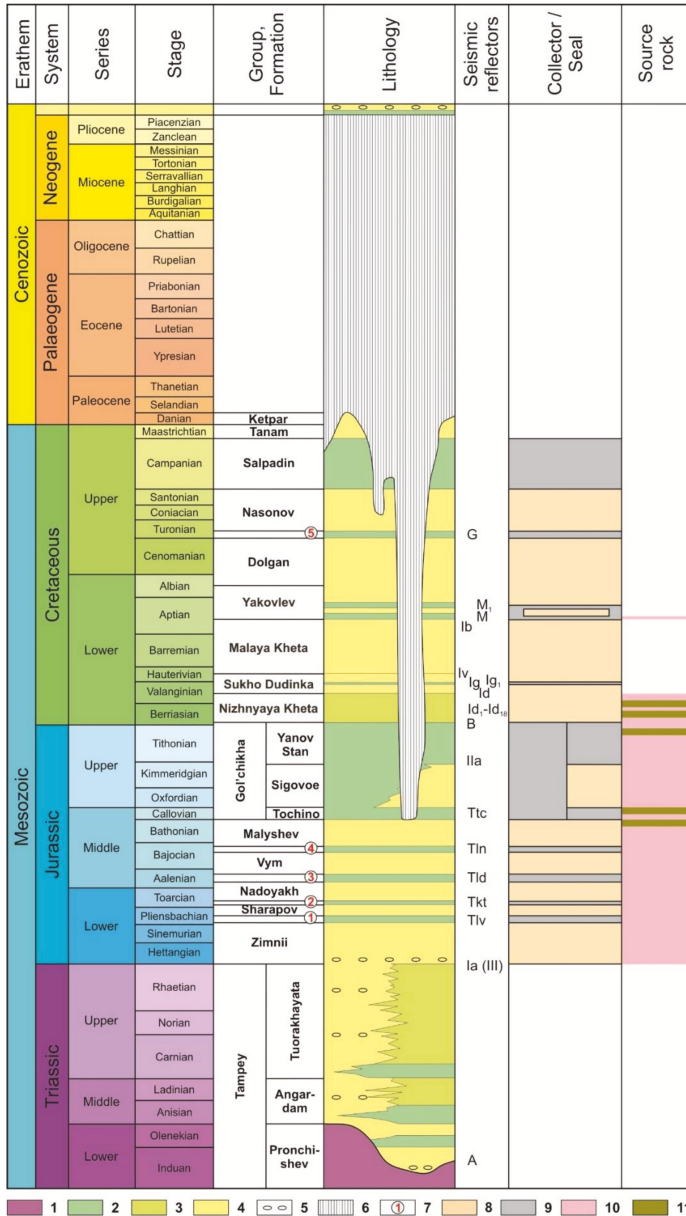 Erathem
System
Series
Stage
Group,
Formation
Lithology
Seismic
reflectors
Collector /
Seal
Source
rock
Cenozoic
Neogene
Pliocene
Piacenzian
Zanclean
Miocene
Messinian
Tortonian
Serravallian
Langhian
Burdigalian
Aquitanian
Palaeogene
Oligocene
Chattian
Rupelian
Eocene
Priabonian
Bartonian
Lutetian
Ypresian
Paleocene
Thanetian
Selandian
Danian
Ketpar
Mesozoic
Cretaceous
Upper
Maastrichtian
Tanam
Campanian
Salpadin
Santonian
Coniacian
Nasonov
Turonian
5
G
Cenomanian
Dolgan
Lower
Albian
Yakovlev
Aptian
M1
M
Ib
Barremian
Malaya Kheta
Hauterivian
Iv
Sukho Dudinka
Ig
Ig1
Valanginian
Id
Nizhnyaya Kheta
Berriasian
Id1-Id18
B
Jurassic
Upper
Tithonian
Gol'chikha
Yanov
Stan
IIa
Kimmeridgian
Sigovoe
Oxfordian
Middle
Callovian
Tochino
Ttc
Bathonian
Malyshev
Bajocian
4
Tln
Vym
Aalenian
3
Tld
Lower
Toarcian
Nadoyakh
2
Tkt
Pliensbachian
Sharapov
1
Tlv
Sinemurian
Zimnii
Hettangian
Ia (III)
Triassic
Upper
Rhaetian
Norian
Carnian
Tampey
Tuorakhayata
Middle
Ladinian
Anisian
Angar-
dam
Lower
Olenekian
Induan
Pronchi-
shev
A
1 2 3 4 5 6 1 7 8 9 10 11